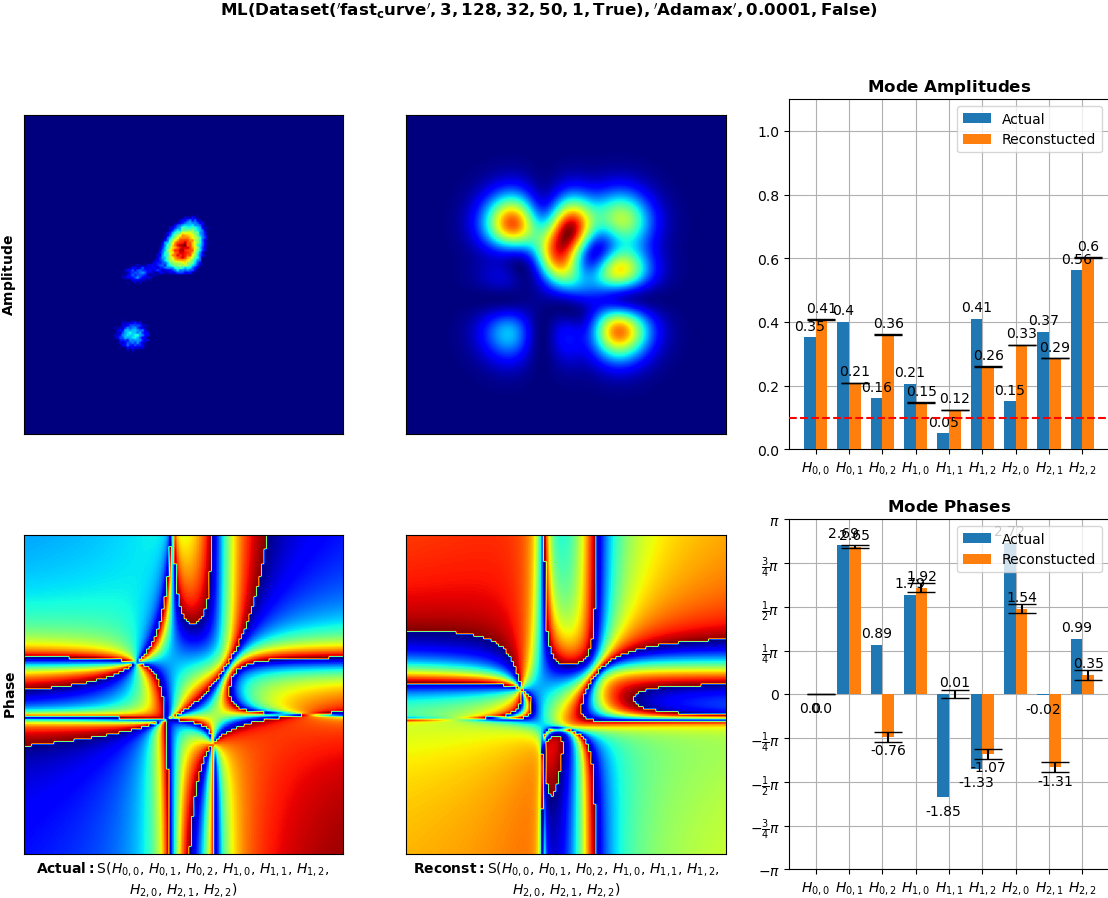 ML(Dataset('fast_curve', 3, 128, 32, 50, 1, True), 'Adamax', 0.0001, False)
Amplitude
Mode Amplitudes
Actual
Reconstucted
1.0
0.8
0.6
0.4
0.2
0.0
0.35
0.41
0.4
0.21
0.16
0.36
0.21
0.15
0.05
0.12
0.41
0.26
0.15
0.33
0.37
0.29
0.56
0.6
H0,0 H0,1 H0,2 H1,0 H1,1 H1,2 H2,0 H2,1 H2,2
Phase
Actual: S(H0,0, H0,1, H0,2, H1,0, H1,1, H1,2,
H2,0, H2,1, H2,2)
Reconst: S(H0,0, H0,1, H0,2, H1,0, H1,1, H1,2,
H2,0, H2,1, H2,2)
Mode Phases
Actual
Reconstucted
π
3/4π
1/2π
1/4π
0
−1/4π
−1/2π
−3/4π
−π
0.0
0.0
2.69
2.65
0.89
-0.76
1.79
1.92
-1.85
0.01
-1.33
-1.07
2.72
1.54
-0.02
-1.31
0.99
0.35
H0,0 H0,1 H0,2 H1,0 H1,1 H1,2 H2,0 H2,1 H2,2